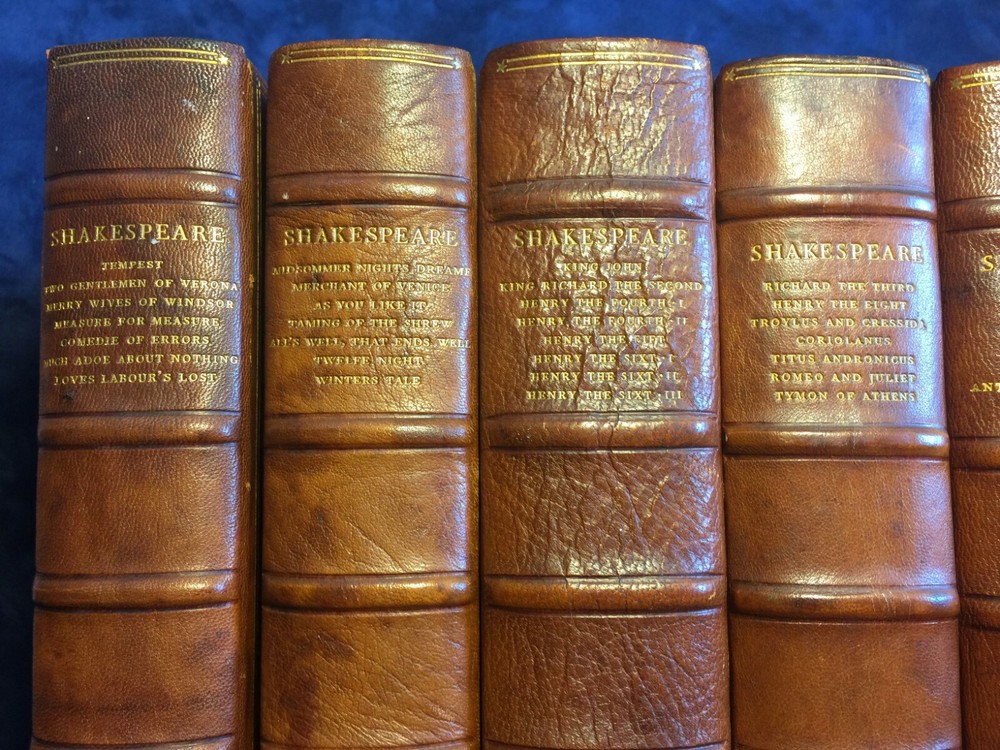 SHAKESPEARE
TEMPEST
TWO GENTLEMEN OF VERONA
MERRY WIVES OF WINDSOR
MEASURE FOR MEASURE
COMEDIE OF ERRORS
MUCH ADOE ABOUT NOTHING
LOVES LABOUR'S LOST
SHAKESPEARE
MIDSOMMER NIGHTS DREAME
MERCHANT OF VENICE
AS YOU LIKE IT
TAMING OF THE SHREW
ALL'S WELL, THAT ENDS WELL
TWELFE NIGHT
WINTERS TALE
SHAKESPEARE
KING JOHN
KING RICHARD THE SECOND
HENRY THE FOURTH · I
HENRY THE FOURTH · II
HENRY THE FIFT
HENRY THE SIXT · I
HENRY THE SIXT · II
HENRY THE SIXT · III
SHAKESPEARE
RICHARD THE THIRD
HENRY THE EIGHT
TROYLUS AND CRESSIDA
CORIOLANUS
TITUS ANDRONICUS
ROMEO AND JULIET
TYMON OF ATHENS